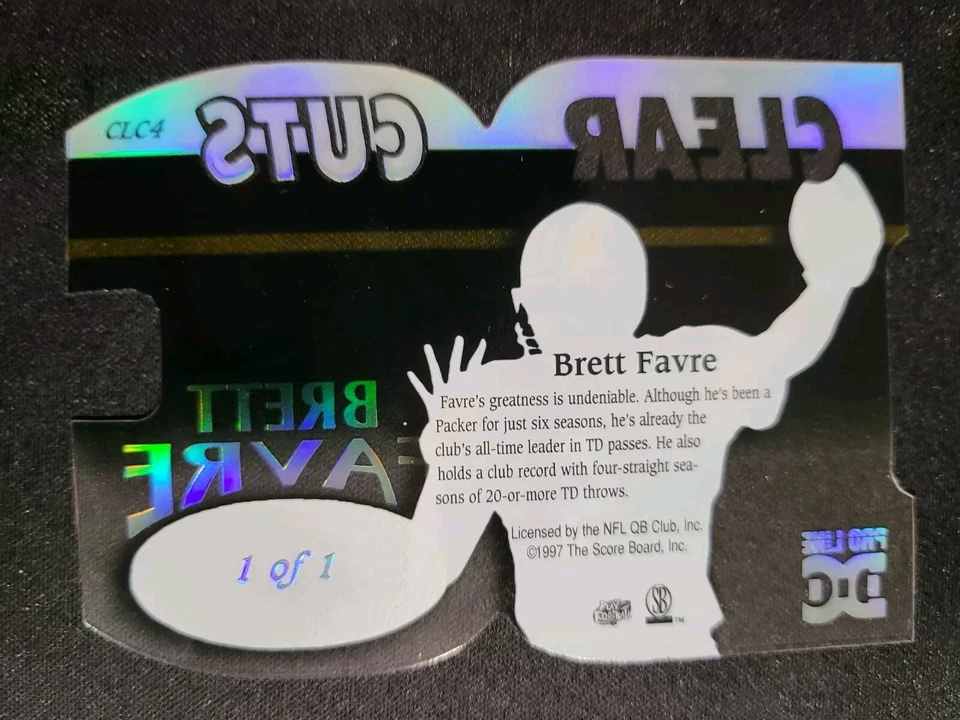 CLC4
CUTS
CLEAR
Brett Favre
Favre's greatness is undeniable. Although he's been a
Packer for just six seasons, he's already the
club's all-time leader in TD passes. He also
holds a club record with four-straight sea-
sons of 20-or-more TD throws.
BRETT
FAVRE
Licensed by the NFL QB Club, Inc.
©1997 The Score Board, Inc.
1 of 1
PRO LINE
DC
SB
TM